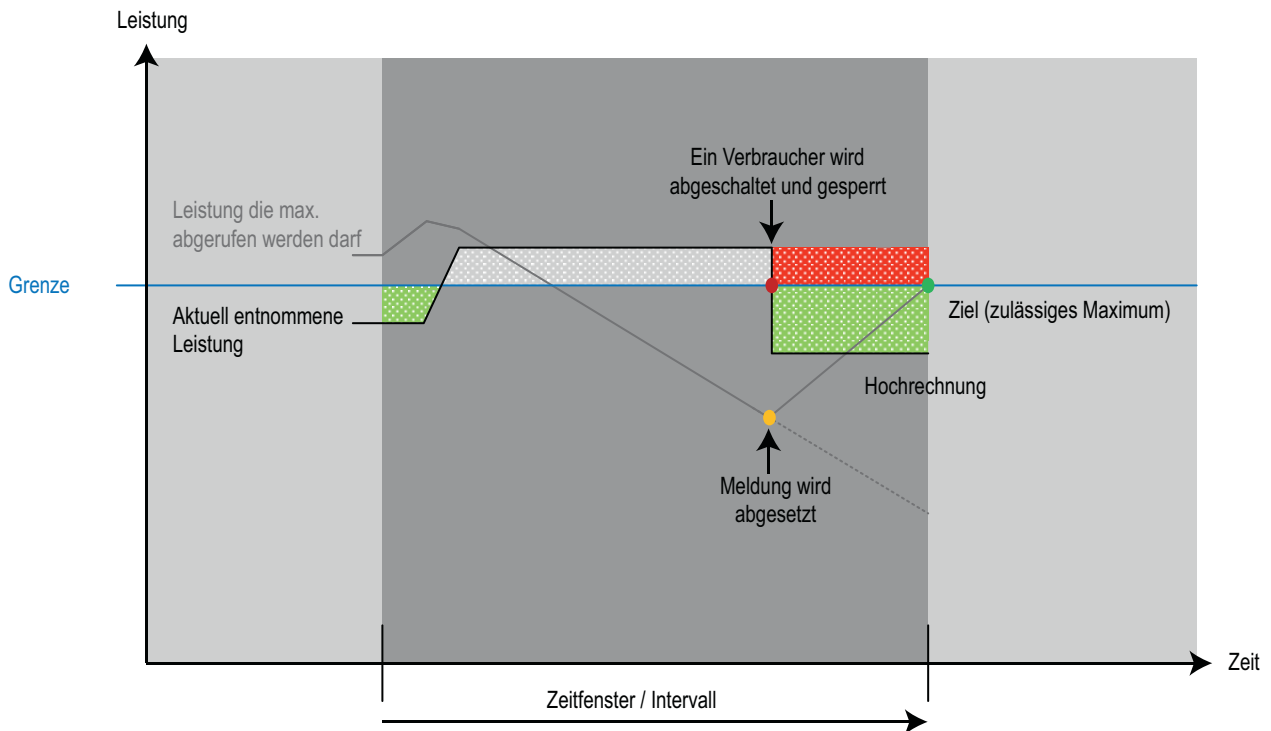 Leistung
Ein Verbraucher wird
abgeschaltet und gesperrt
Leistung die max.
abgerufen werden darf
Grenze
Aktuell entnommene
Leistung
Ziel (zulässiges Maximum)
Hochrechnung
Meldung wird
abgesetzt
Zeit
Zeitfenster / Intervall